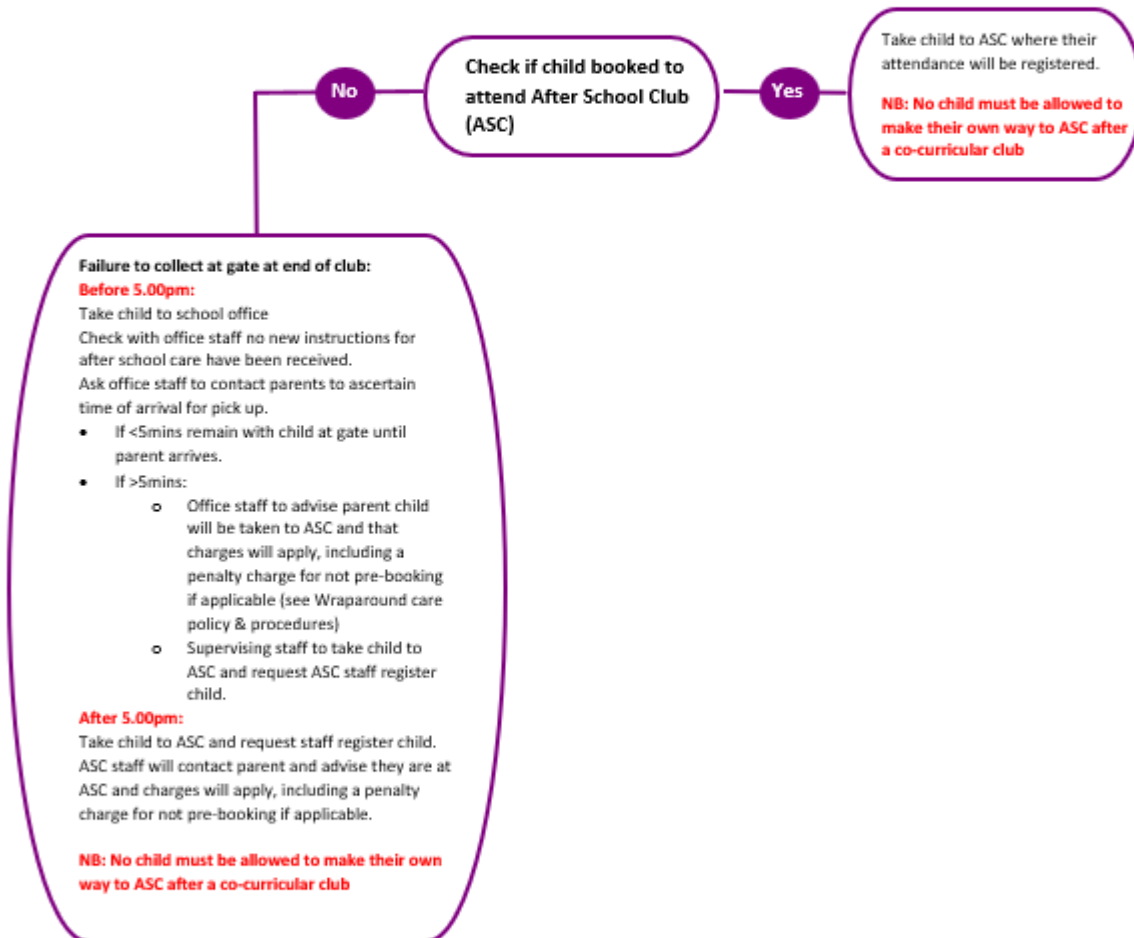 No
Check if child booked to
attend After School Club
(ASC)
Yes
Take child to ASC where their
attendance will be registered.
NB: No child must be allowed to
make their own way to ASC after
a co-curricular club
Failure to collect at gate at end of club:
Before 5.00pm:
Take child to school office
Check with office staff no new instructions for
after school care have been received.
Ask office staff to contact parents to ascertain
time of arrival for pick up.
• If <5mins remain with child at gate until
parent arrives.
• If >5mins:
o Office staff to advise parent child
will be taken to ASC and that
charges will apply, including a
penalty charge for not pre-booking
if applicable (see Wraparound care
policy & procedures)
o Supervising staff to take child to
ASC and request ASC staff register
child.
After 5.00pm:
Take child to ASC and request staff register child.
ASC staff will contact parent and advise they are at
ASC and charges will apply, including a penalty
charge for not pre-booking if applicable.
NB: No child must be allowed to make their own
way to ASC after a co-curricular club